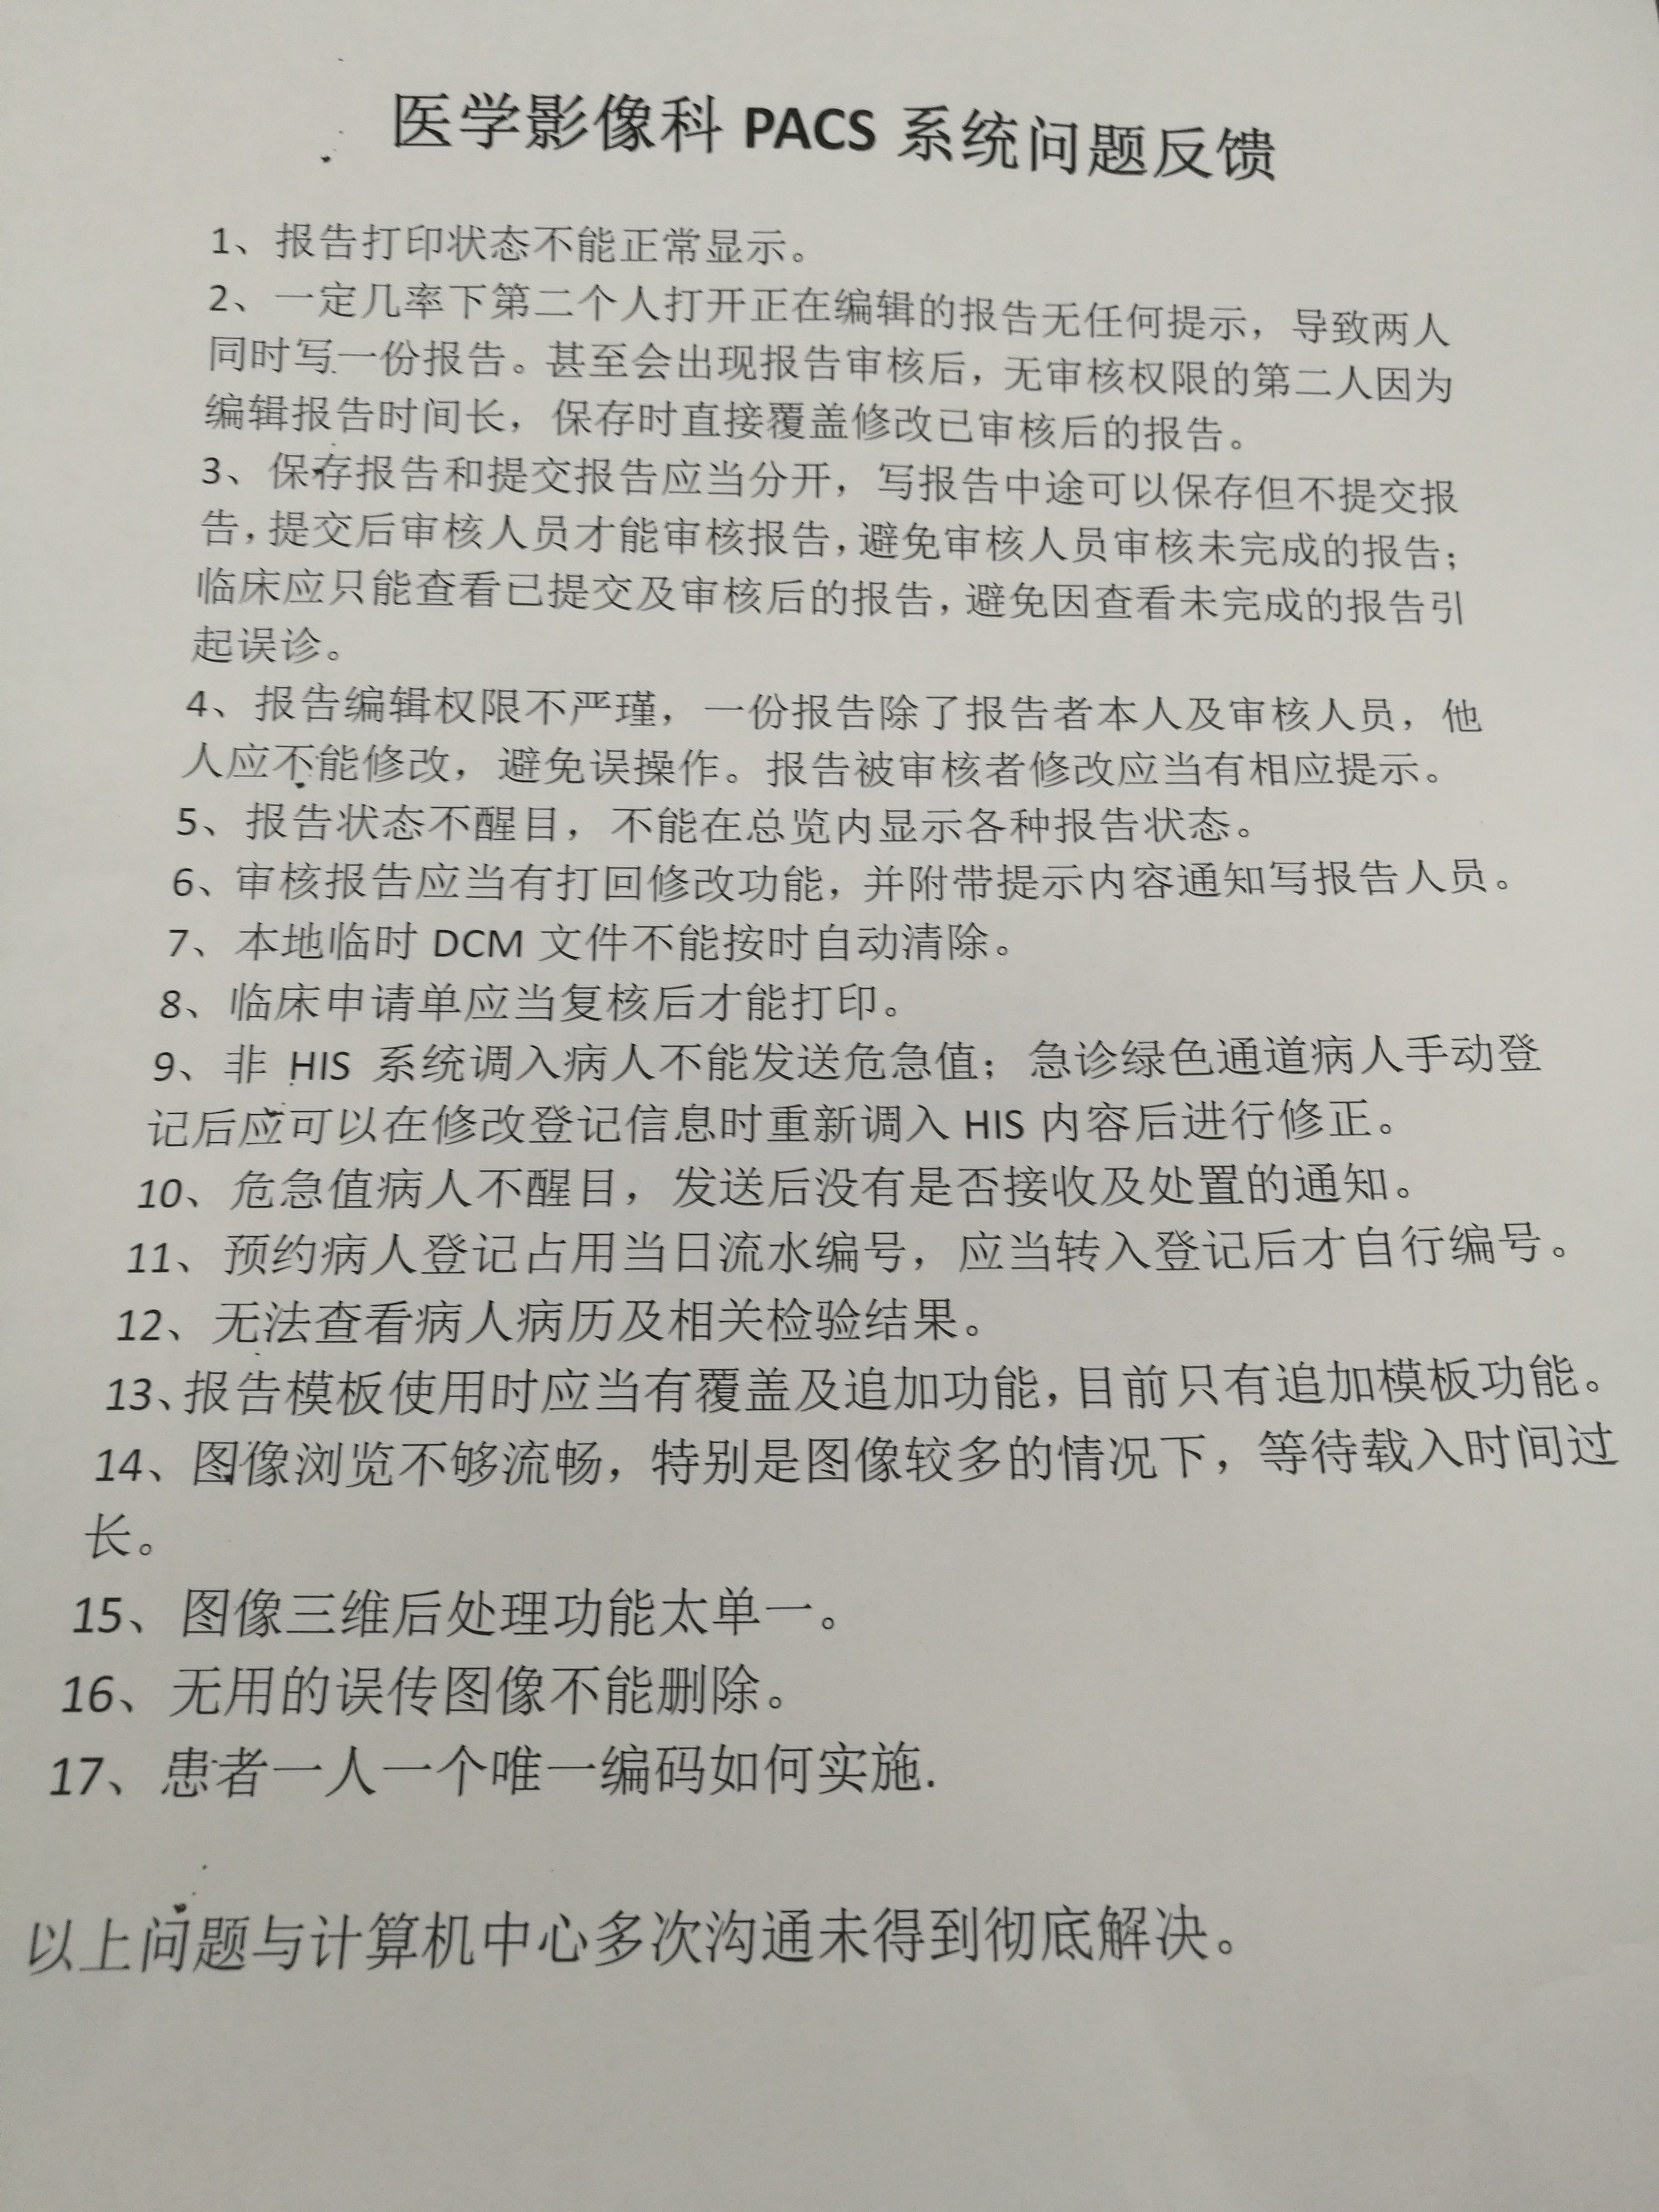 医学影像科 PACS 系统问题反馈
1、报告打印状态不能正常显示。
2、一定几率下第二个人打开正在编辑的报告无任何提示，导致两人
同时写一份报告。甚至会出现报告审核后，无审核权限的第二人因为
编辑报告时间长，保存时直接覆盖修改已审核后的报告。
3、保存报告和提交报告应当分开，写报告中途可以保存但不提交报
告，提交后审核人员才能审核报告，避免审核人员审核未完成的报告；
临床应只能查看已提交及审核后的报告，避免因查看未完成的报告引
起误诊。
4、报告编辑权限不严瑾，一份报告除了报告者本人及审核人员，他
人应不能修改，避免误操作。报告被审核者修改应当有相应提示。
5、报告状态不醒目，不能在总览内显示各种报告状态。
6、审核报告应当有打回修改功能，并附带提示内容通知写报告人员。
7、本地临时 DCM 文件不能按时自动清除。
8、临床申请单应当复核后才能打印。
9、非 HIS 系统调入病人不能发送危急值；急诊绿色通道病人手动登
记后应可以在修改登记信息时重新调入 HIS 内容后进行修正。
10、危急值病人不醒目，发送后没有是否接收及处置的通知。
11、预约病人登记占用当日流水编号，应当转入登记后才自行编号。
12、无法查看病人病历及相关检验结果。
13、报告模板使用时应当有覆盖及追加功能，目前只有追加模板功能。
14、图像浏览不够流畅，特别是图像较多的情况下，等待载入时间过
长。
15、图像三维后处理功能太单一。
16、无用的误传图像不能删除。
17、患者一人一个唯一编码如何实施.
以上问题与计算机中心多次沟通未得到彻底解决。